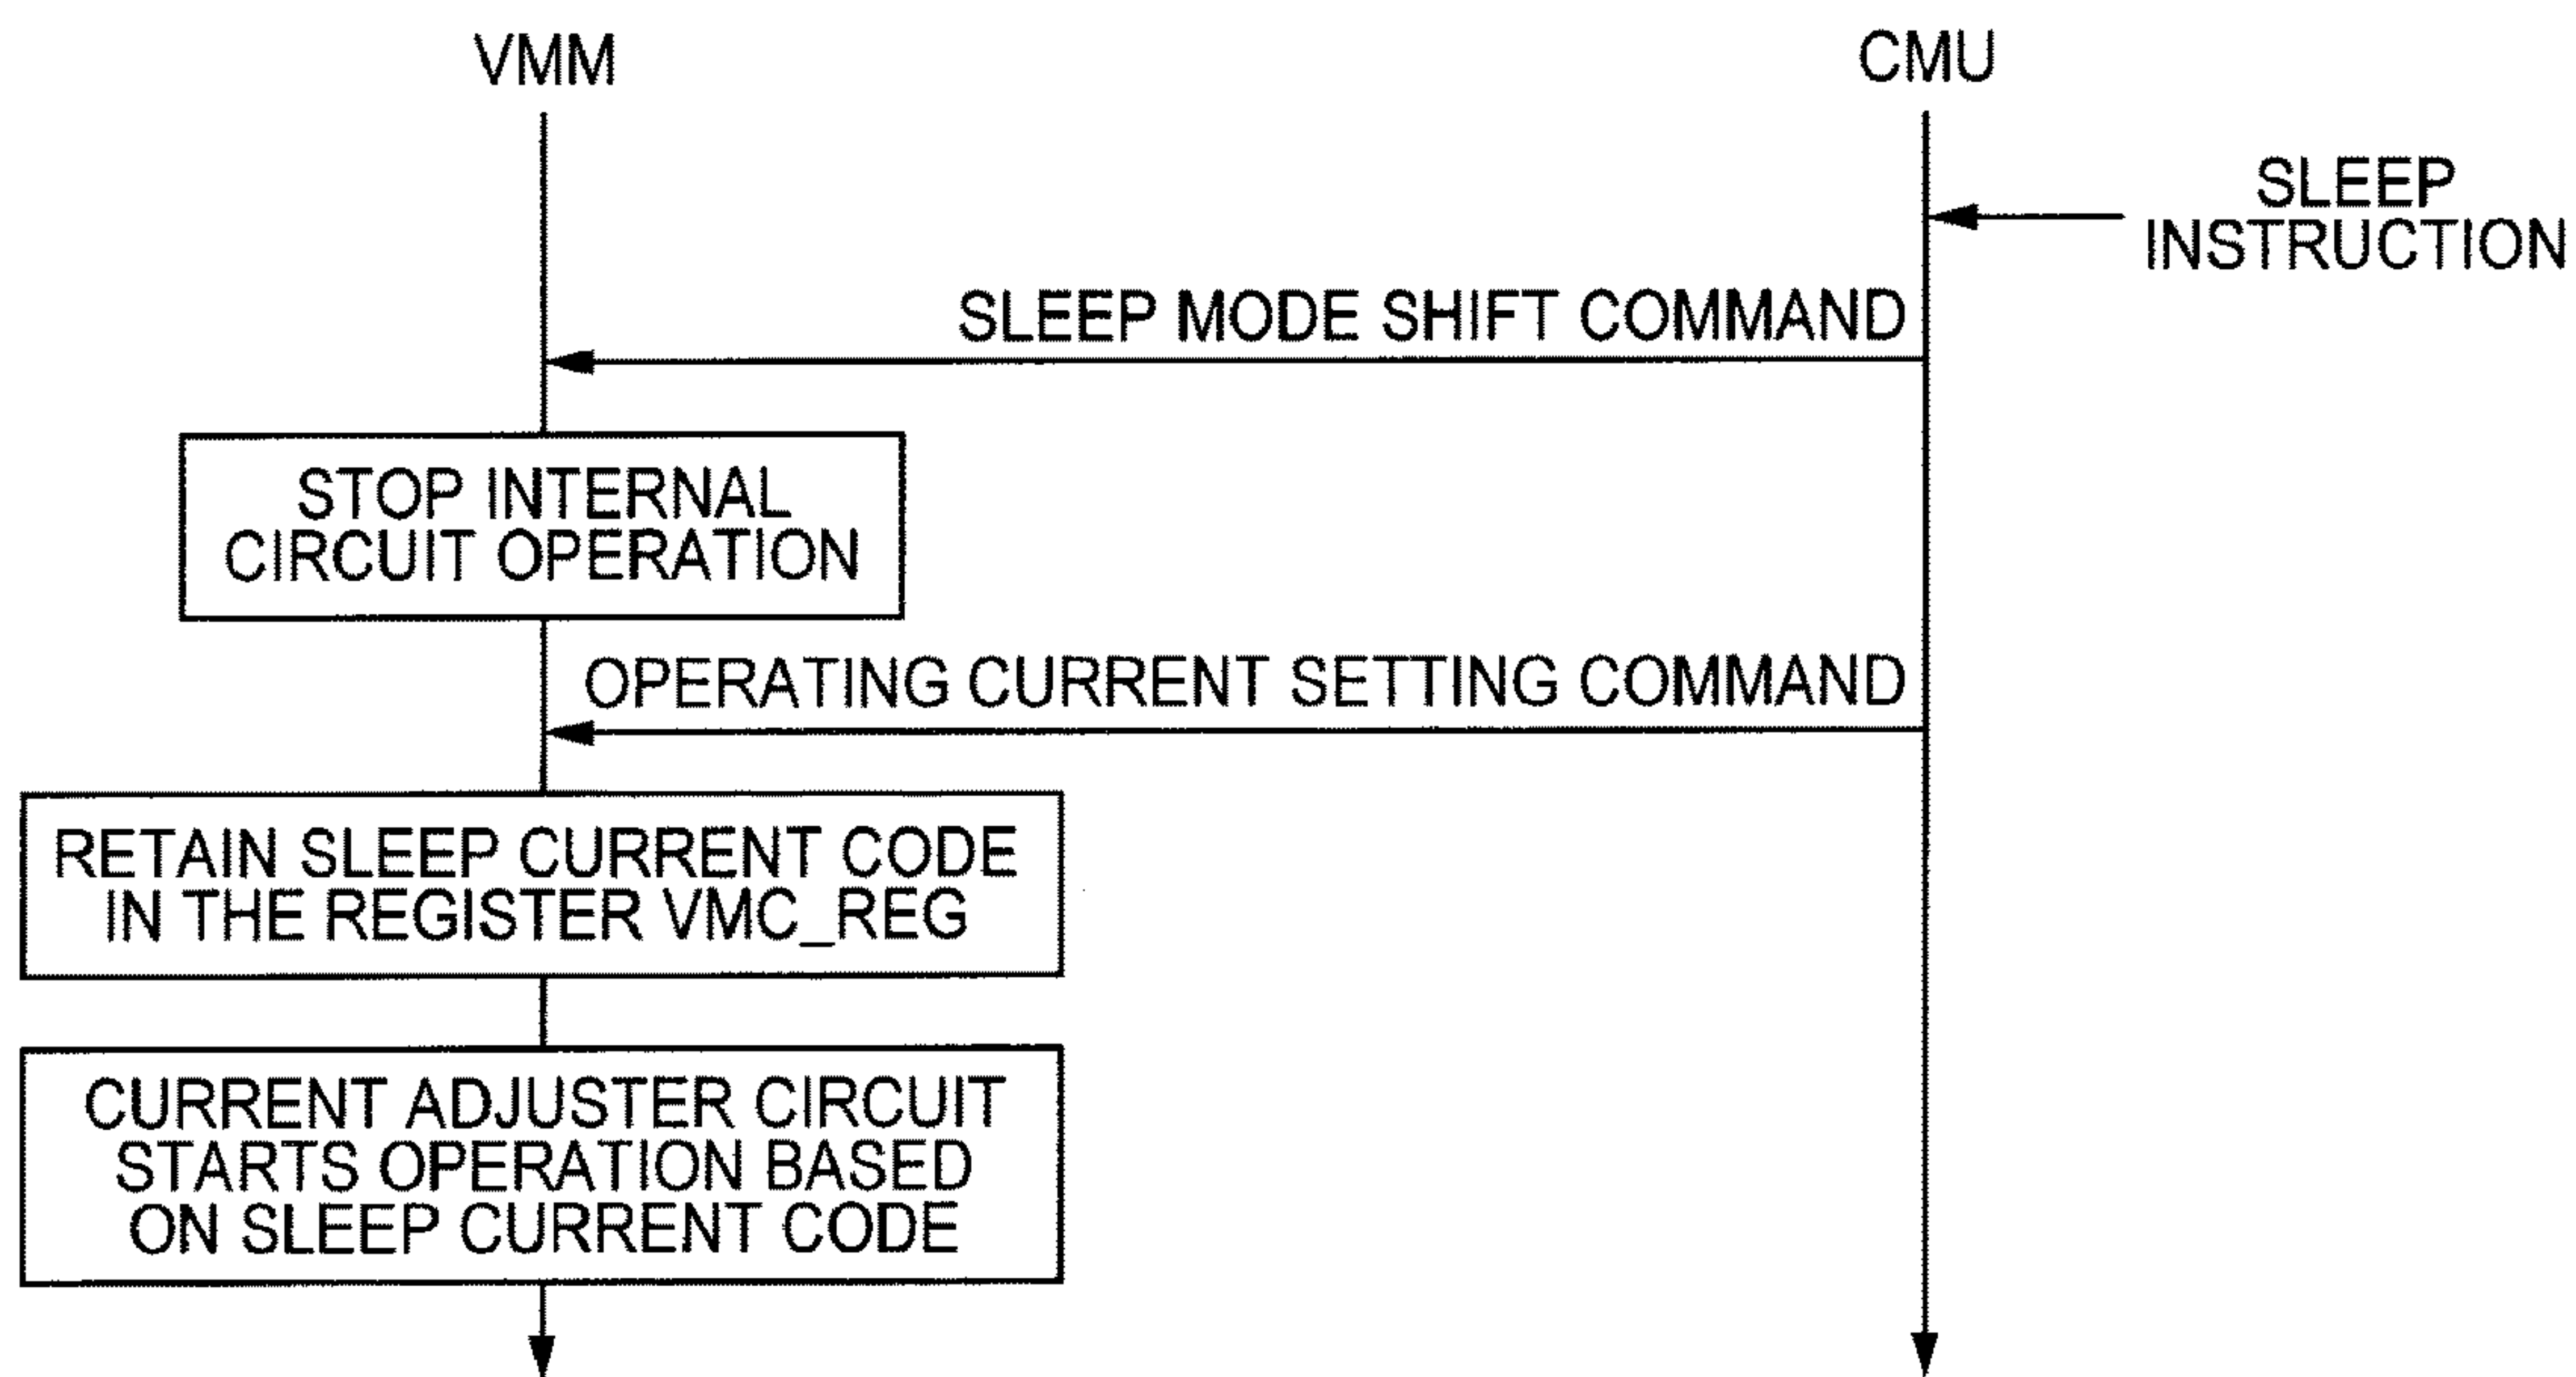 VMM
CMU
SLEEP
INSTRUCTION
SLEEP MODE SHIFT COMMAND
STOP INTERNAL
CIRCUIT OPERATION
OPERATING CURRENT SETTING COMMAND
RETAIN SLEEP CURRENT CODE
IN THE REGISTER VMC_REG
CURRENT ADJUSTER CIRCUIT
STARTS OPERATION BASED
ON SLEEP CURRENT CODE